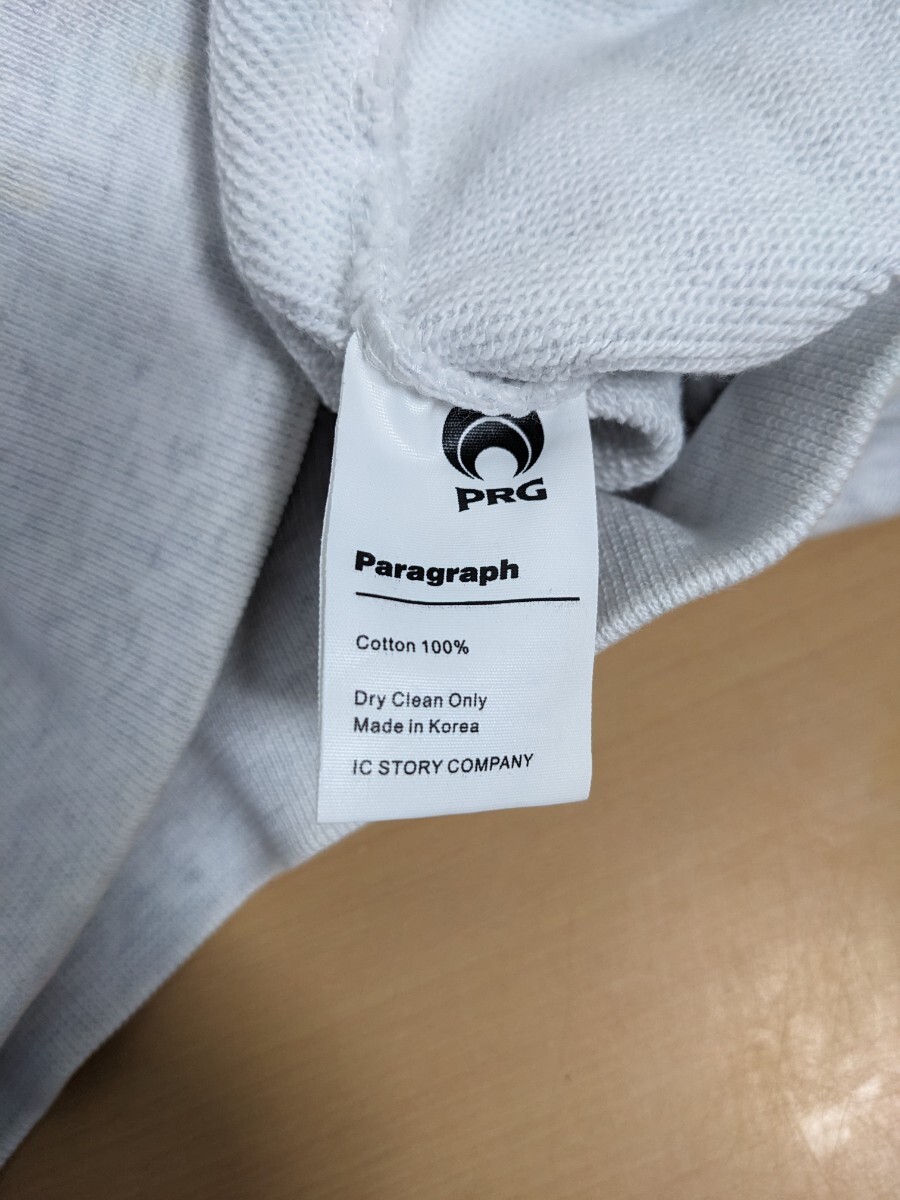 PRG
Paragraph
Cotton 100%
Dry Clean Only
Made in Korea
IC STORY COMPANY